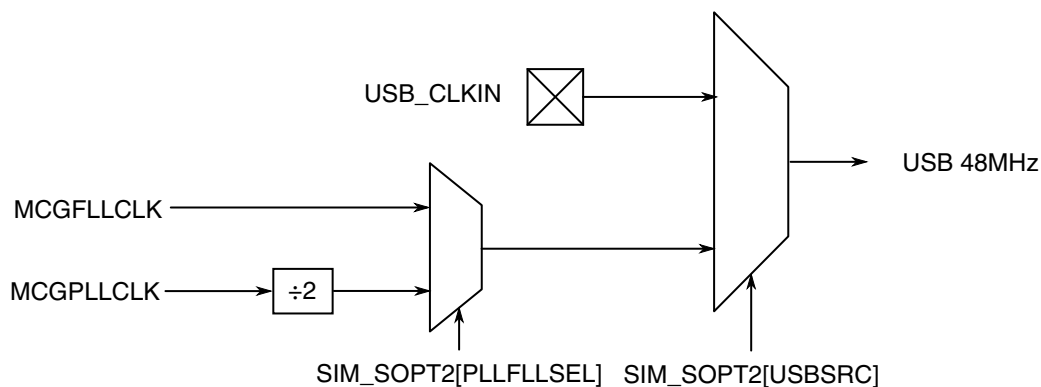 USB_CLKIN
USB 48MHz
MCGFLLCLK
MCGPLLCLK
÷2
SIM_SOPT2[PLLFLLSEL]
SIM_SOPT2[USBSRC]